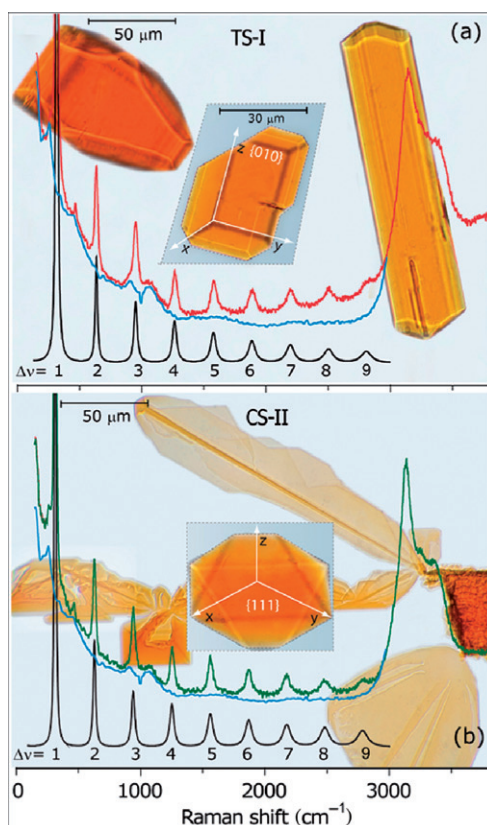 50 μm
TS-I
(a)
30 μm
z
{010}
x
y
Δν= 1 2 3 4 5 6 7 8 9
50 μm
CS-II
z
{111}
x
y
(b)
Δν= 1 2 3 4 5 6 7 8 9
0 1000 2000 3000
Raman shift (cm⁻¹)